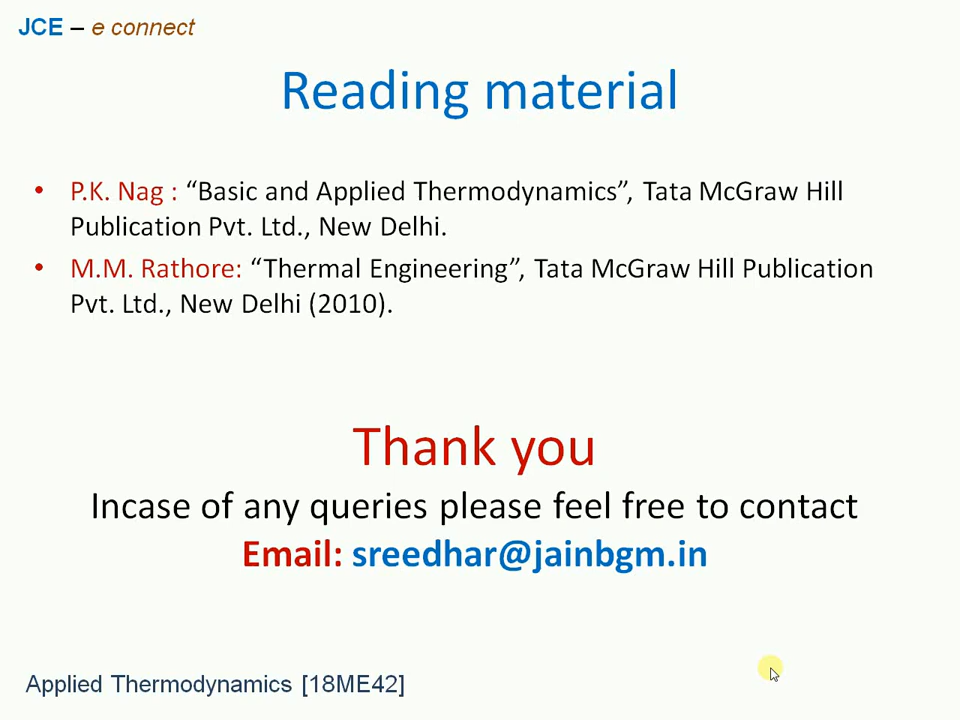 JCE – e connect
Reading material
• P.K. Nag : “Basic and Applied Thermodynamics”, Tata McGraw Hill
Publication Pvt. Ltd., New Delhi.
• M.M. Rathore: “Thermal Engineering”, Tata McGraw Hill Publication
Pvt. Ltd., New Delhi (2010).
Thank you
Incase of any queries please feel free to contact
Email: sreedhar@jainbgm.in
Applied Thermodynamics [18ME42]